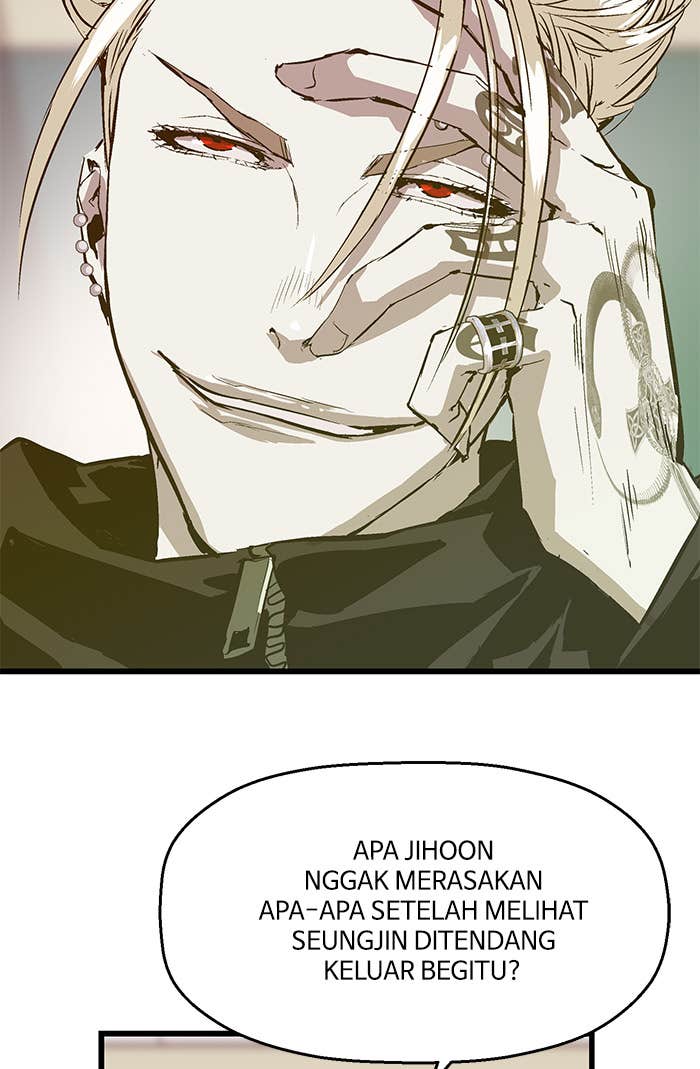 APA JIHOON
NGGAK MERASAKAN
APA-APA SETELAH MELIHAT
SEUNGJIN DITENDANG
KELUAR BEGITU?